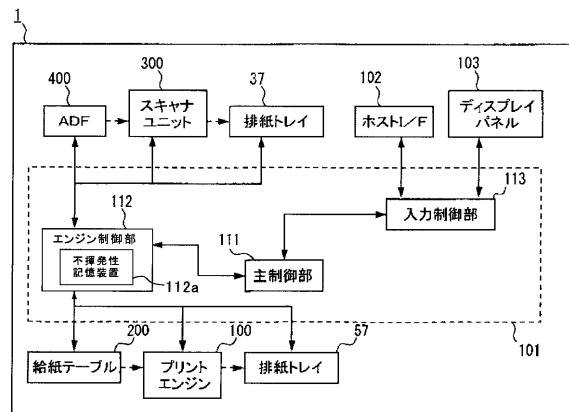 1
400
300
37
102
103
ADF
スキャナ
ユニット
排紙トレイ
ホストI/F
ディスプレイ
パネル
112
113
エンジン制御部
不揮発性
記憶装置
112a
111
主制御部
入力制御部
200
100
57
101
給紙テーブル
プリント
エンジン
排紙トレイ